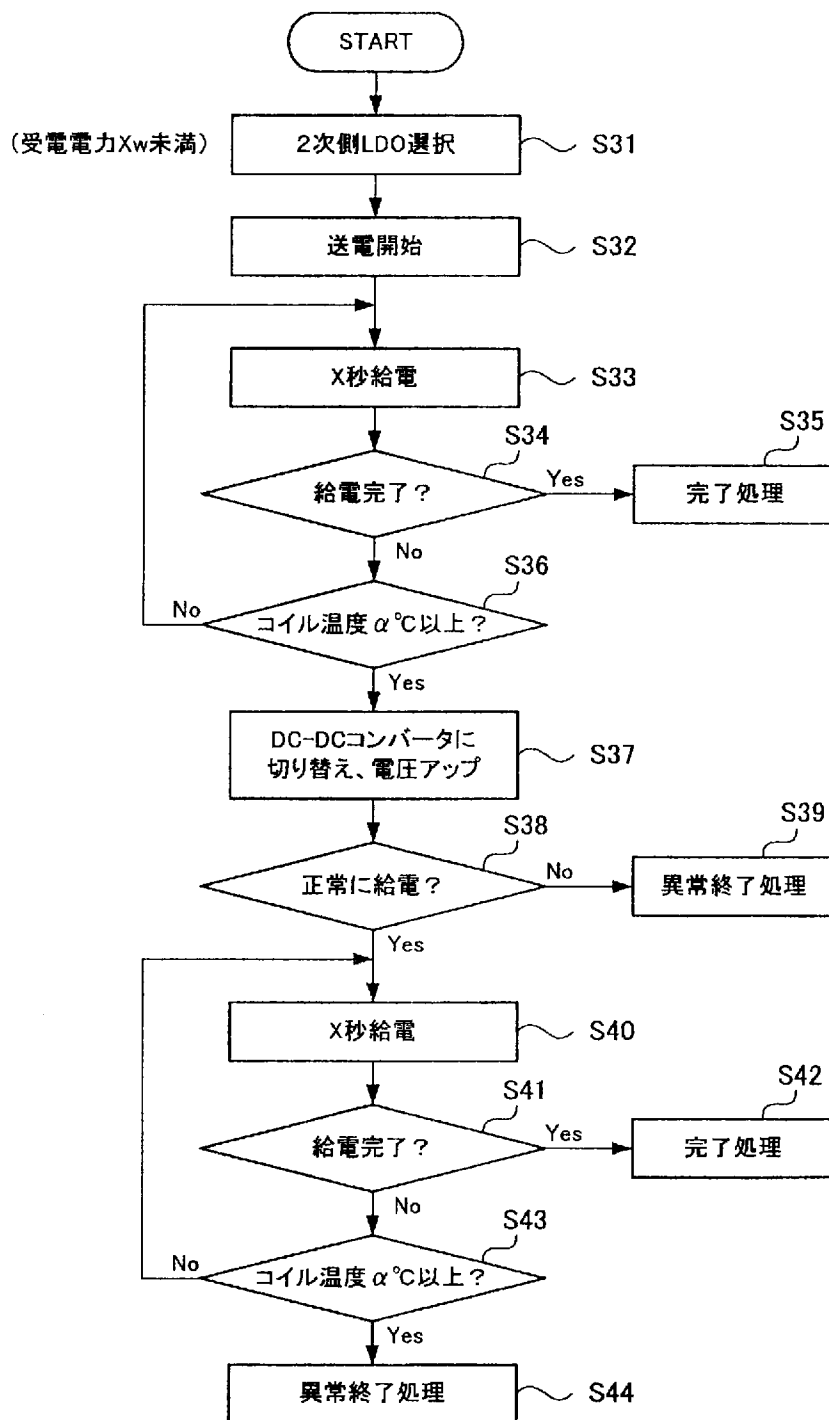 START
(受電電力Xw未満)
2次側LDO選択
S31
送電開始
S32
X秒給電
S33
S34
給電完了?
Yes
S35
完了処理
No
S36
コイル温度α℃以上?
No
Yes
DC-DCコンバータに
切り替え、電圧アップ
S37
S38
正常に給電?
No
S39
異常終了処理
Yes
X秒給電
S40
S41
給電完了?
Yes
S42
完了処理
No
S43
コイル温度α℃以上?
No
Yes
異常終了処理
S44